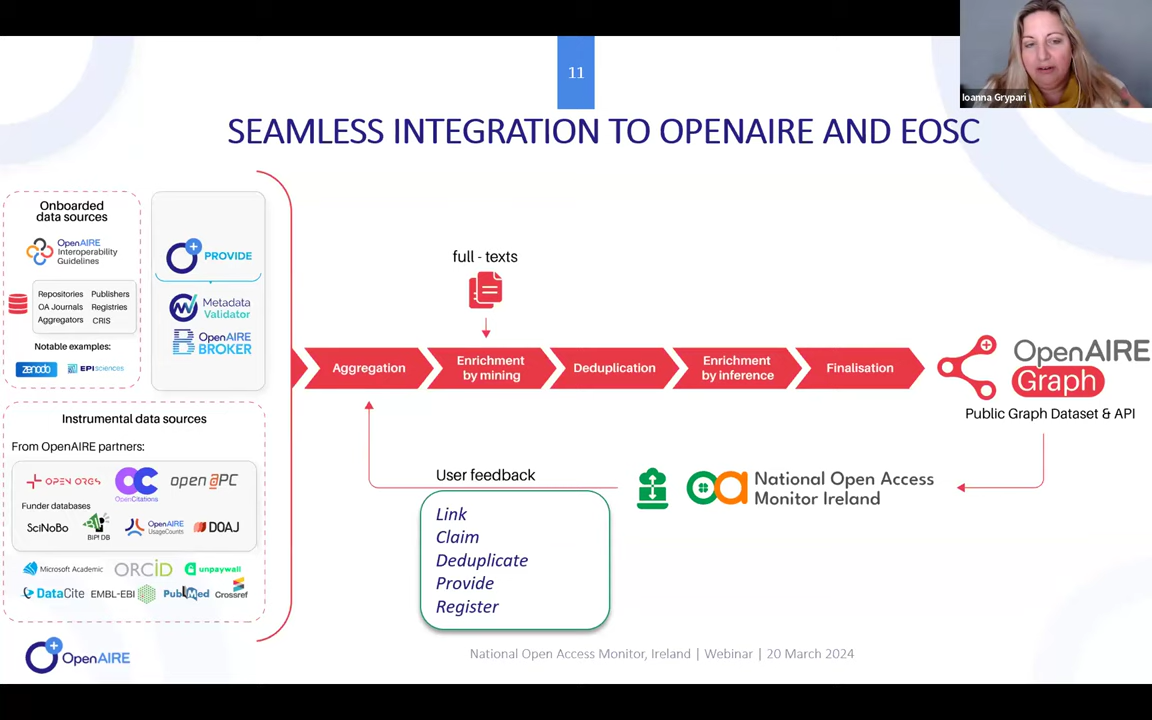 11
Ioanna Grypari
SEAMLESS INTEGRATION TO OPENAIRE AND EOSC
Onboarded
data sources
OpenAIRE
Interoperability
Guidelines
Repositories Publishers
OA Journals Registries
Aggregators CRIS
Notable examples:
zenodo EPIsciences
PROVIDE
Metadata
Validator
OpenAIRE
BROKER
Instrumental data sources
From OpenAIRE partners:
OPEN ORGS OpenCitations openAPC
Funder databases
SciNoBo BIP! DB OpenAIRE UsageCounts DOAJ
Microsoft Academic ORCID unpaywall
DataCite EMBL-EBI PubMed Crossref
full - texts
Aggregation
Enrichment
by mining
Deduplication
Enrichment
by inference
Finalisation
OpenAIRE
Graph
Public Graph Dataset & API
User feedback
Link
Claim
Deduplicate
Provide
Register
National Open Access
Monitor Ireland
OpenAIRE
National Open Access Monitor, Ireland | Webinar | 20 March 2024